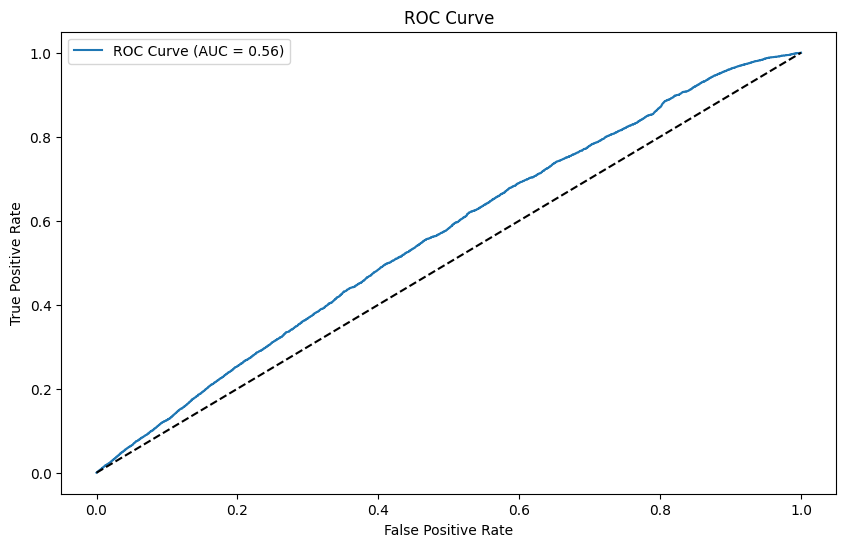 ROC Curve
ROC Curve (AUC = 0.56)
True Positive Rate
1.0
0.8
0.6
0.4
0.2
0.0
0.0 0.2 0.4 0.6 0.8 1.0
False Positive Rate